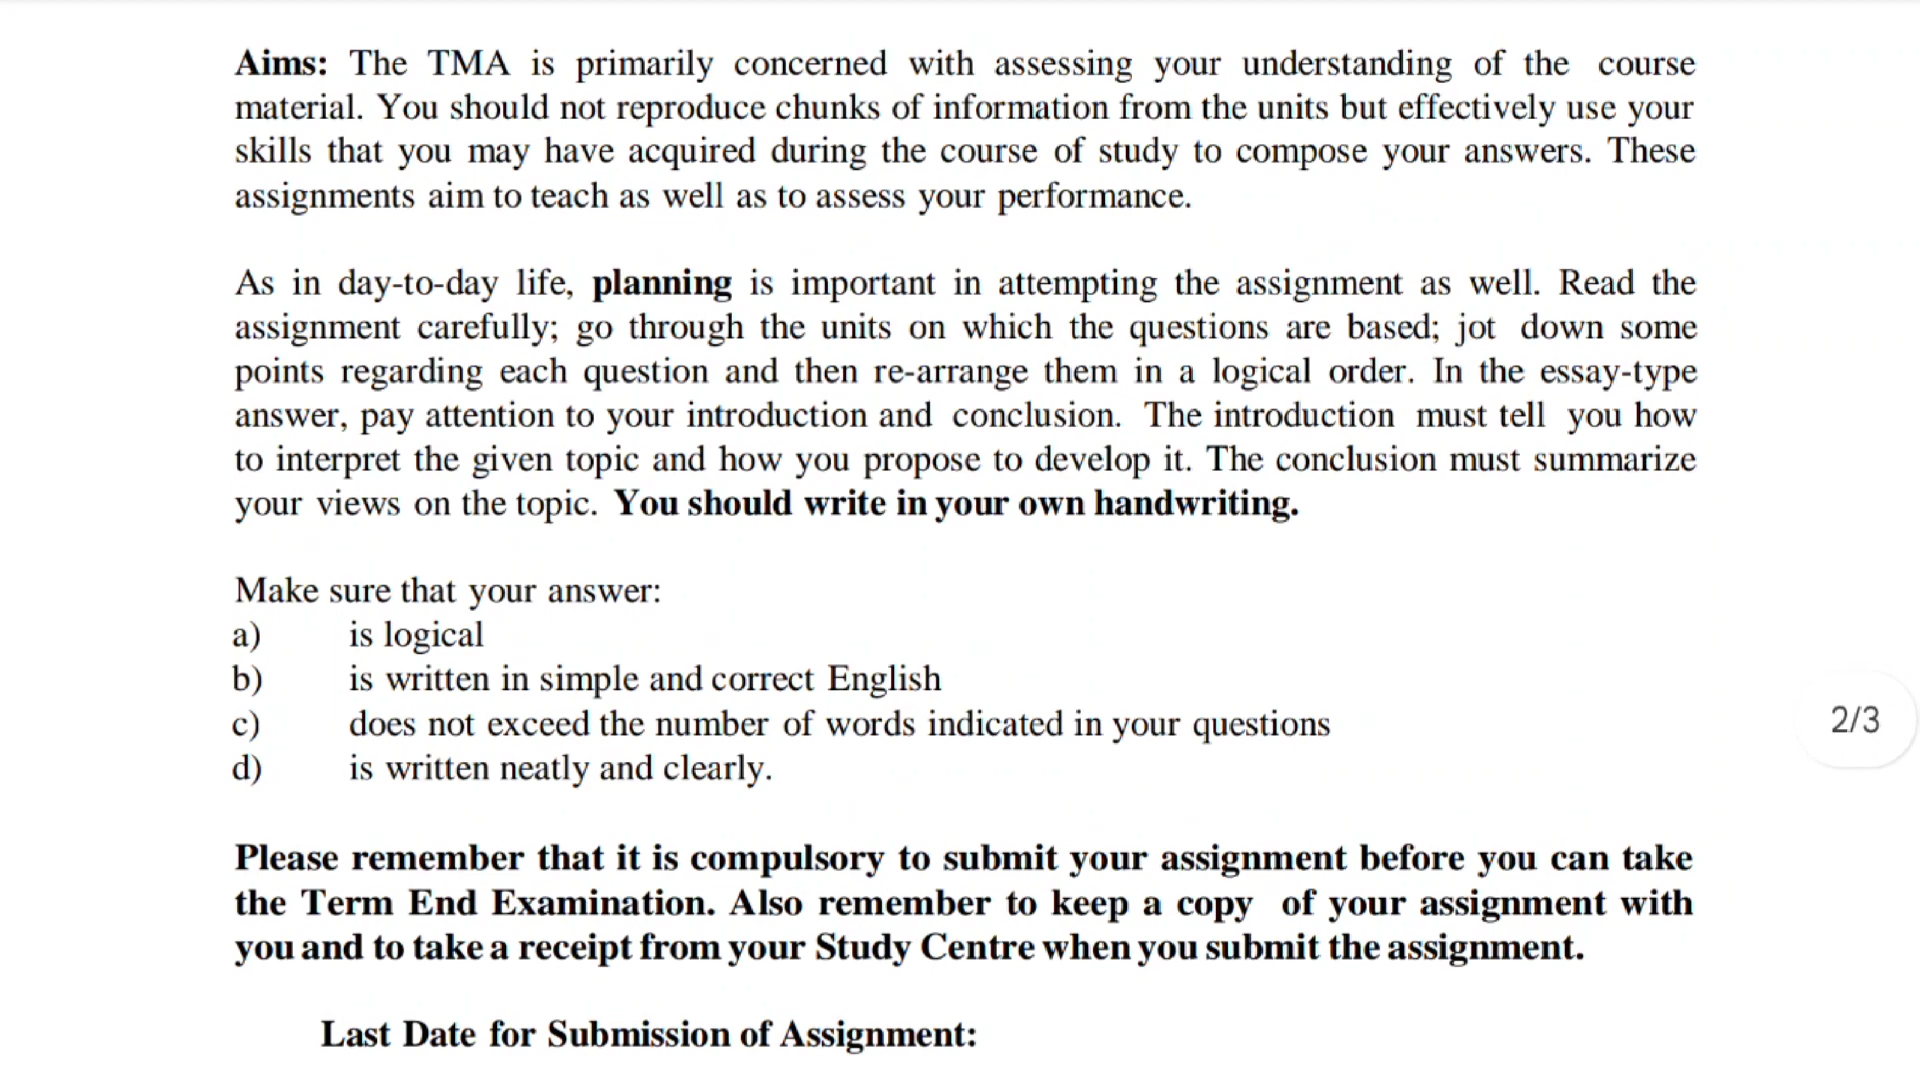 Aims: The TMA is primarily concerned with assessing your understanding of the course
material. You should not reproduce chunks of information from the units but effectively use your
skills that you may have acquired during the course of study to compose your answers. These
assignments aim to teach as well as to assess your performance.
As in day-to-day life, planning is important in attempting the assignment as well. Read the
assignment carefully; go through the units on which the questions are based; jot down some
points regarding each question and then re-arrange them in a logical order. In the essay-type
answer, pay attention to your introduction and conclusion. The introduction must tell you how
to interpret the given topic and how you propose to develop it. The conclusion must summarize
your views on the topic. You should write in your own handwriting.
Make sure that your answer:
a) is logical
b) is written in simple and correct English
c) does not exceed the number of words indicated in your questions
d) is written neatly and clearly.
2/3
Please remember that it is compulsory to submit your assignment before you can take
the Term End Examination. Also remember to keep a copy of your assignment with
you and to take a receipt from your Study Centre when you submit the assignment.
Last Date for Submission of Assignment: